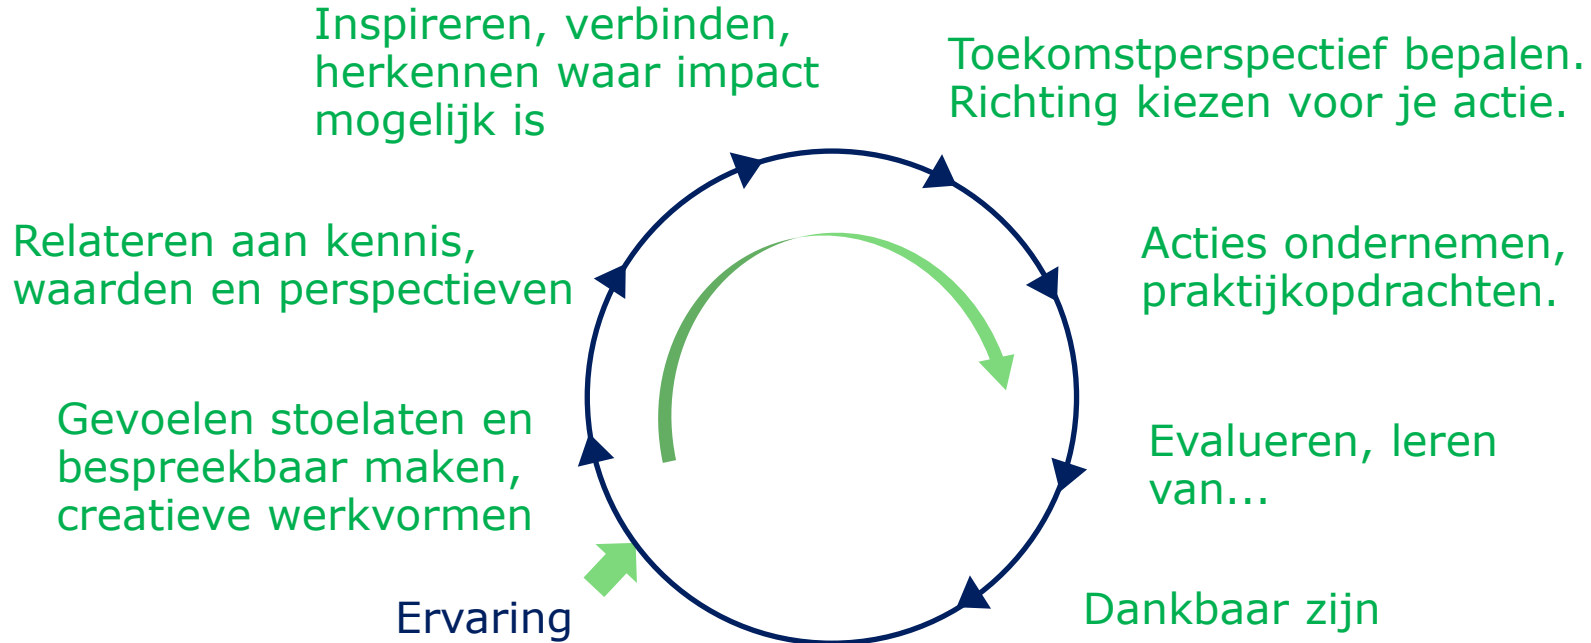 Inspireren, verbinden,
herkennen waar impact
mogelijk is
Toekomstperspectief bepalen.
Richting kiezen voor je actie.
Relateren aan kennis,
waarden en perspectieven
Acties ondernemen,
praktijkopdrachten.
Gevoelen stoelaten en
bespreekbaar maken,
creatieve werkvormen
Evalueren, leren
van...
Ervaring
Dankbaar zijn